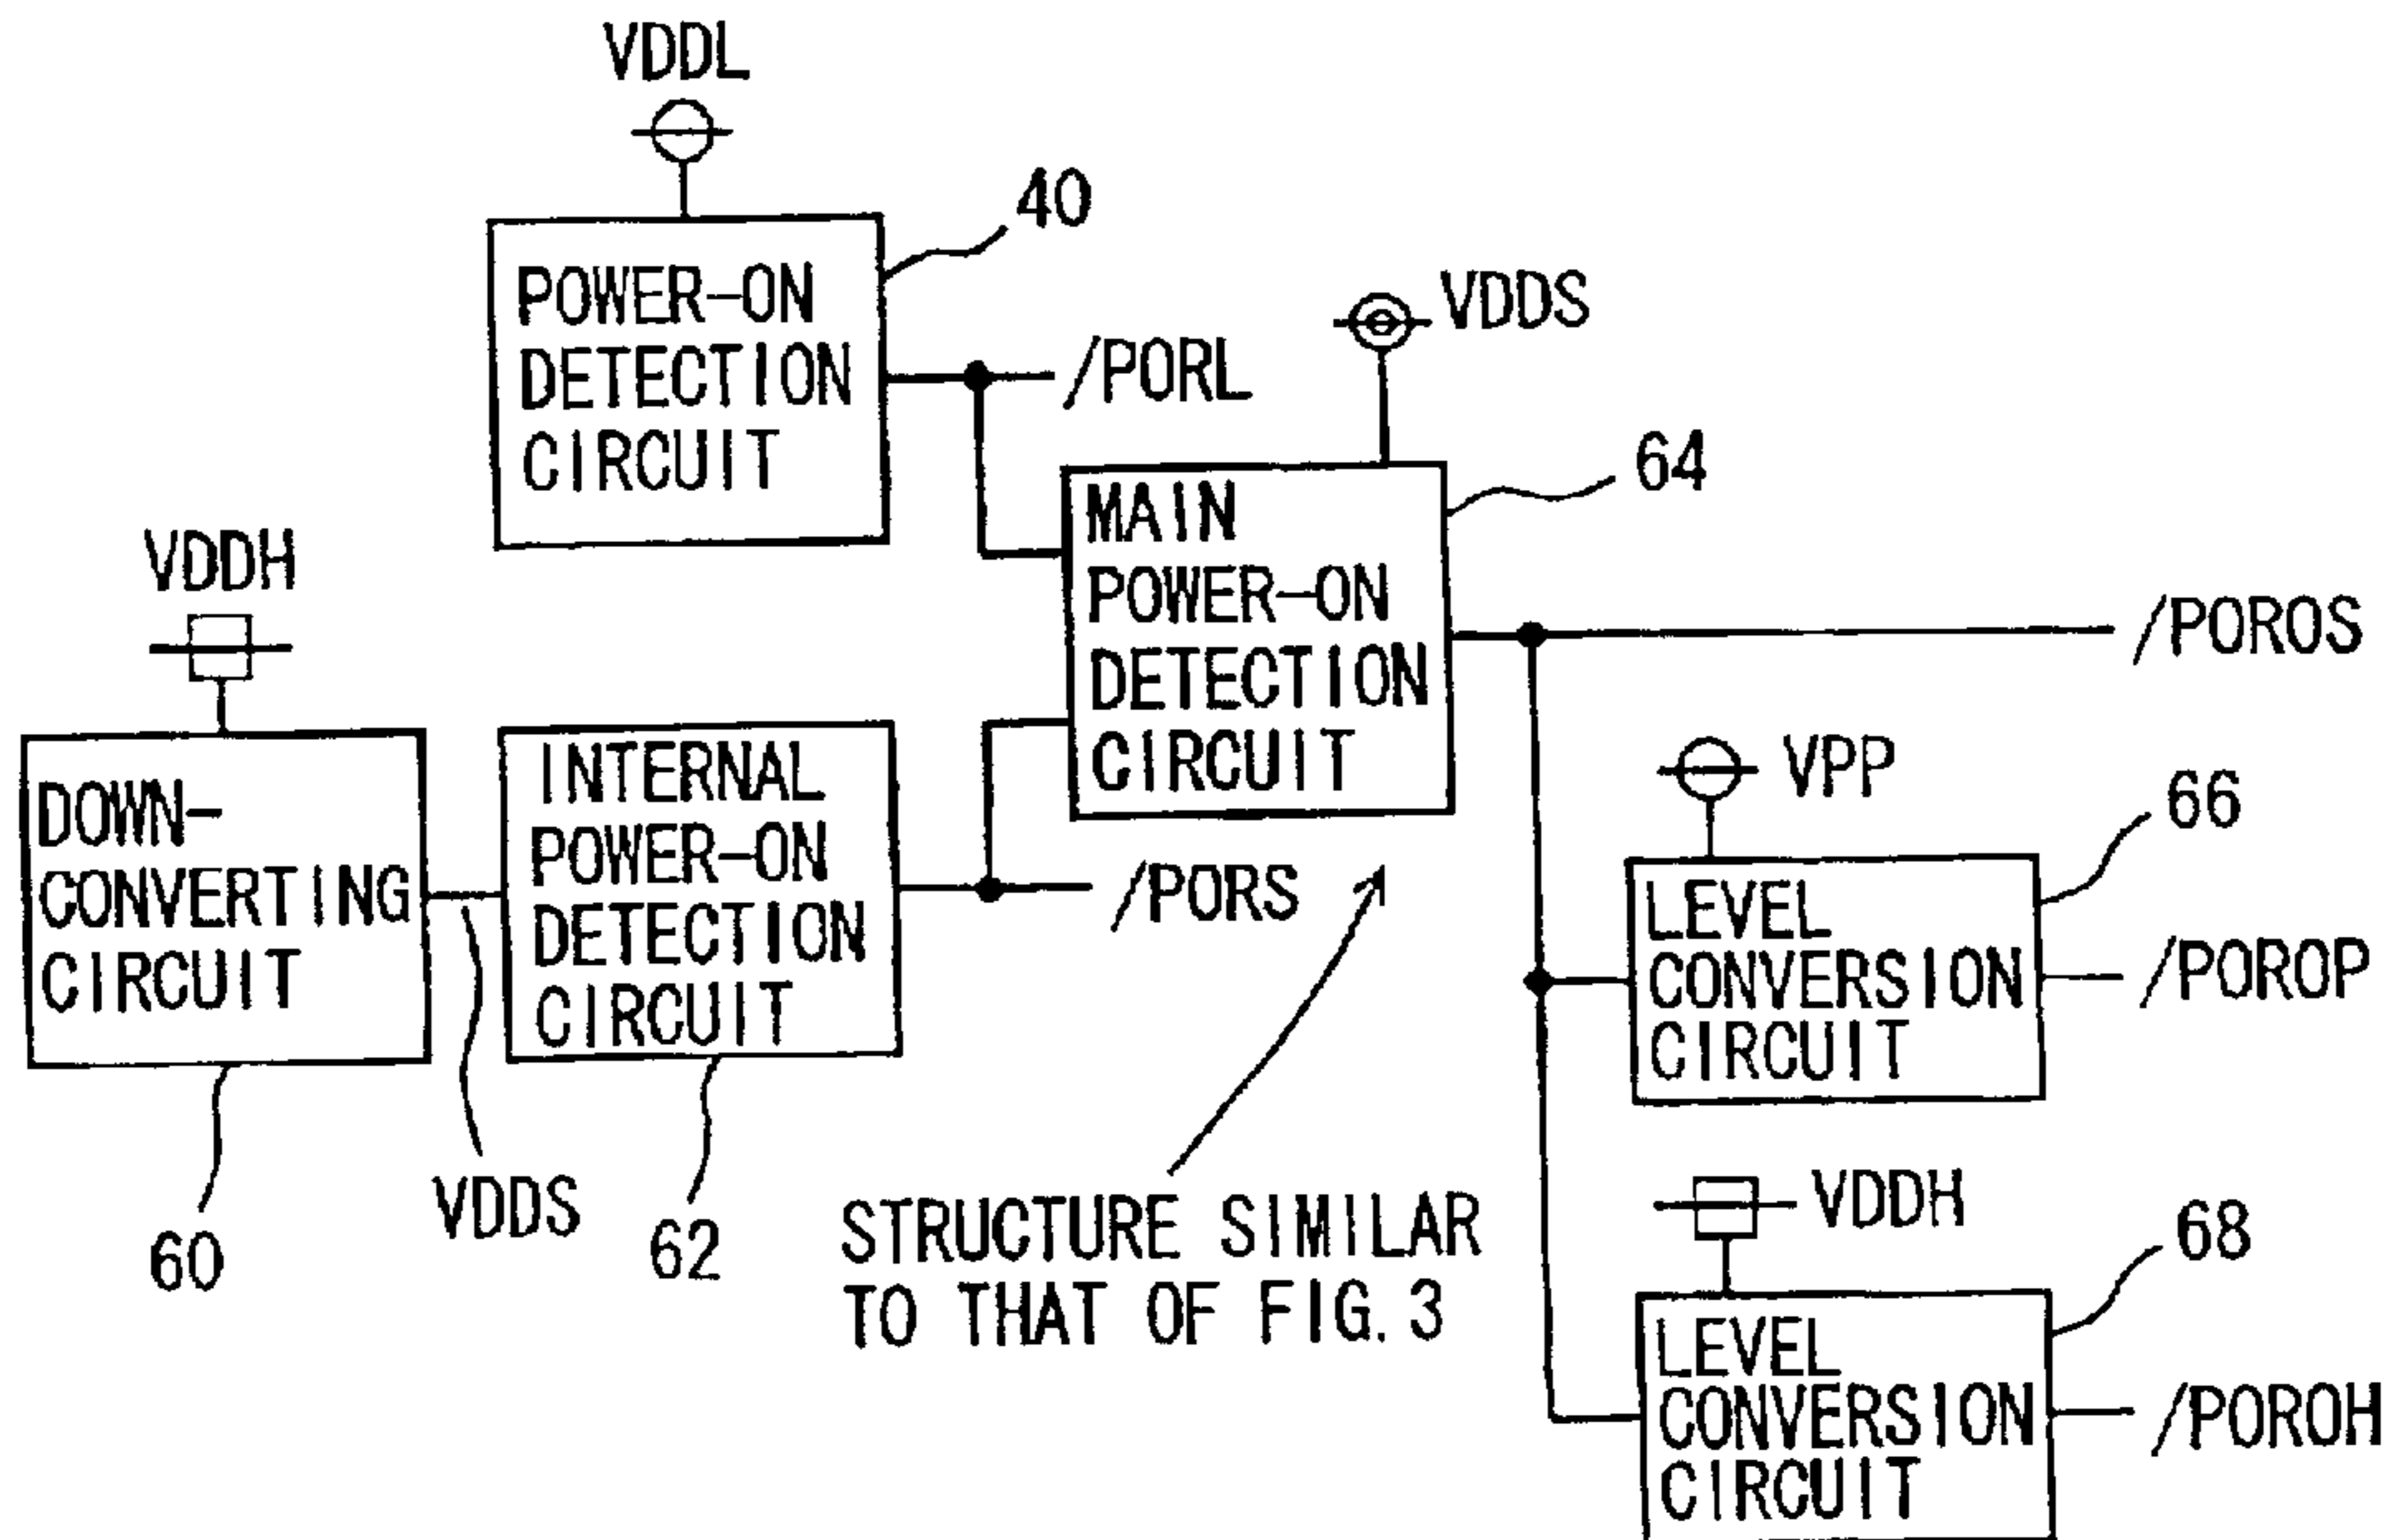 VDDL
40
POWER-ON
DETECTION
CIRCUIT
/PORL
VDDS
64
MAIN
POWER-ON
DETECTION
CIRCUIT
VDDH
DOWN-
CONVERTING
CIRCUIT
60
VDDS
INTERNAL
POWER-ON
DETECTION
CIRCUIT
62
/PORS
STRUCTURE SIMILAR
TO THAT OF FIG. 3
/POROS
VPP
66
LEVEL
CONVERSION
CIRCUIT
/POROP
VDDH
68
LEVEL
CONVERSION
CIRCUIT
/POROH